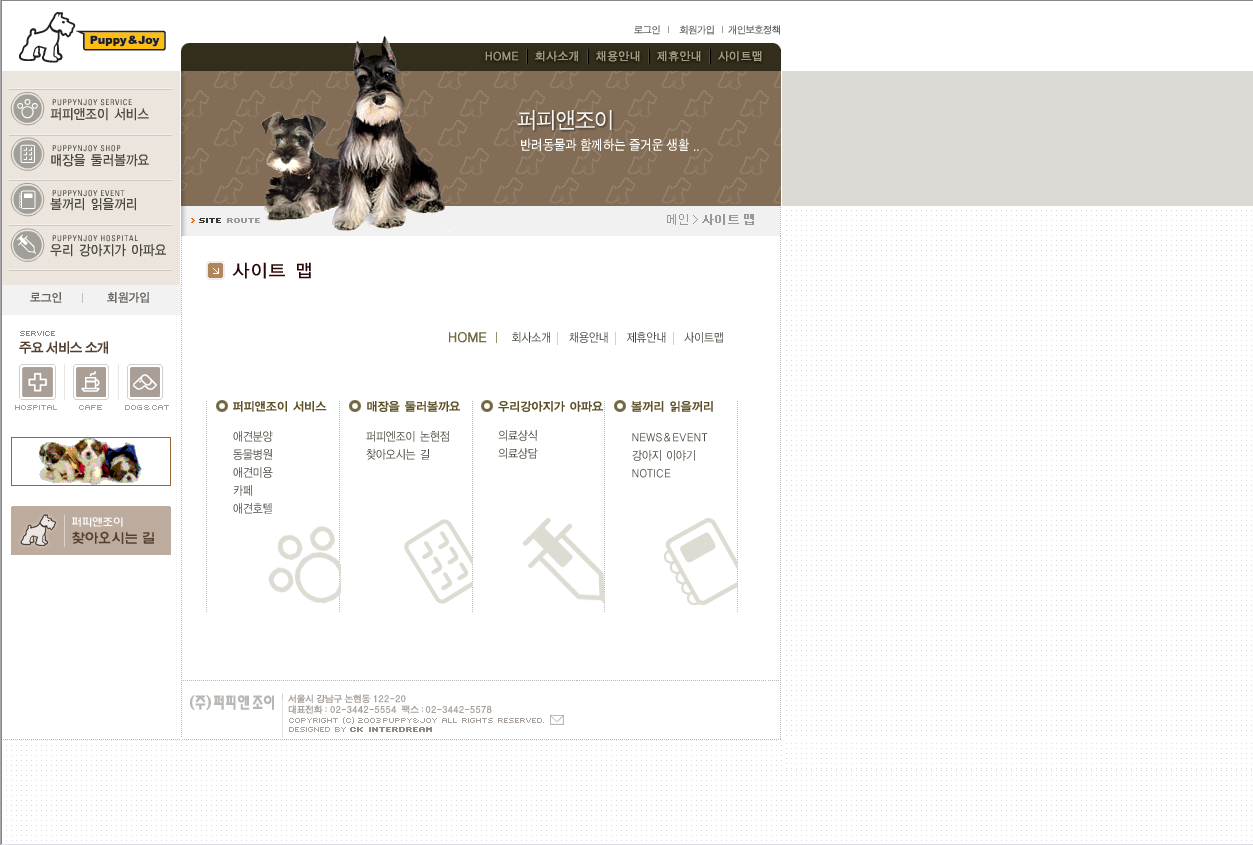 Puppy & Joy
로그인 | 회원가입 | 개인보호정책
HOME | 회사소개 | 채용안내 | 제휴안내 | 사이트맵
PUPPYNJOY SERVICE
퍼피앤조이 서비스
PUPPYNJOY SHOP
매장을 둘러볼까요
PUPPYNJOY EVENT
볼꺼리 읽을꺼리
PUPPYNJOY HOSPITAL
우리 강아지가 아파요
로그인 | 회원가입
퍼피앤조이
반려동물과 함께하는 즐거운 생활 ..
SITE ROUTE
메인 > 사이트 맵
SERVICE
주요 서비스 소개
HOSPITAL
CAFE
DOG&CAT
퍼피앤조이
찾아오시는 길
사이트 맵
HOME | 회사소개 | 채용안내 | 제휴안내 | 사이트맵
퍼피앤조이 서비스
애견분양
동물병원
애견미용
카페
애견호텔
매장을 둘러볼까요
퍼피앤조이 논현점
찾아오시는 길
우리강아지가 아파요
의료상식
의료상담
볼꺼리 읽을꺼리
NEWS & EVENT
강아지 이야기
NOTICE
(주)퍼피앤조이
서울시 강남구 논현동 122-20
대표전화 : 02-3442-5554 팩스 : 02-3442-5578
COPYRIGHT (C) 2003 PUPPY&JOY ALL RIGHTS RESERVED.
DESIGNED BY CK INTERDREAM